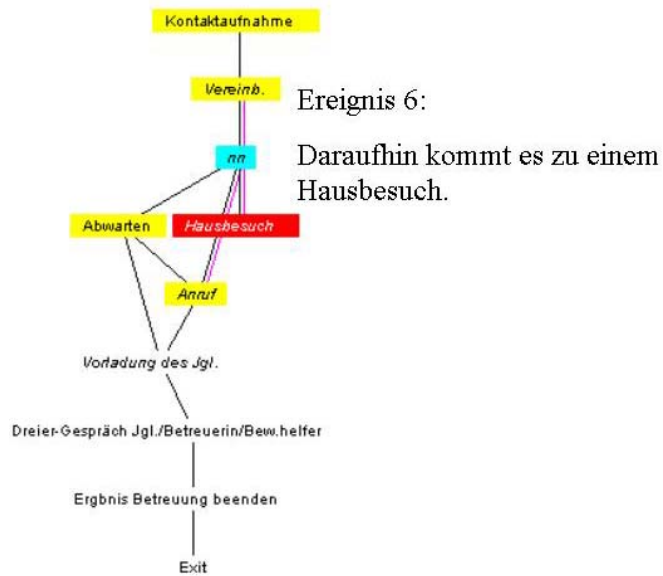 Kontaktaufnahme
Vereinb.
Ereignis 6:
nn
Daraufhin kommt es zu einem
Hausbesuch.
Abwarten
Hausbesuch
Anruf
Vorladung des Jgl.
Dreier-Gespräch Jgl./Betreuerin/Bew.helfer
Ergbnis Betreuung beenden
Exit